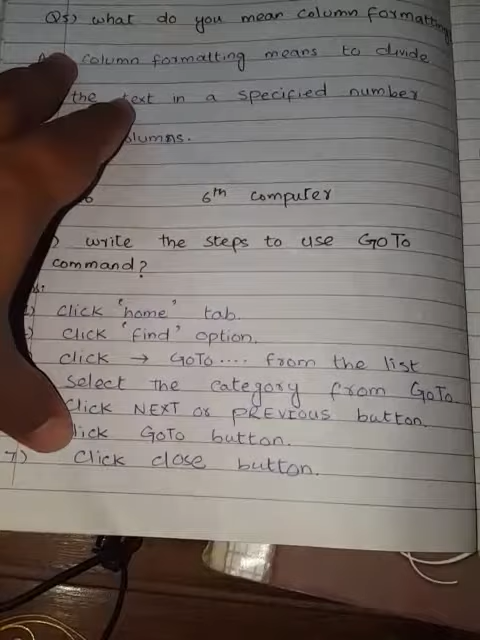 Q5) what do you mean column formatting
column formatting means to divide
the text in a specified number
columns.
6
6th computer
) write the steps to use GoTo
command?
click 'home' tab.
click 'find' option.
click → GoTo .... from the list
select the category from GoTo.
click NEXT or PREVIOUS button.
click GoTo button.
7) click close button.